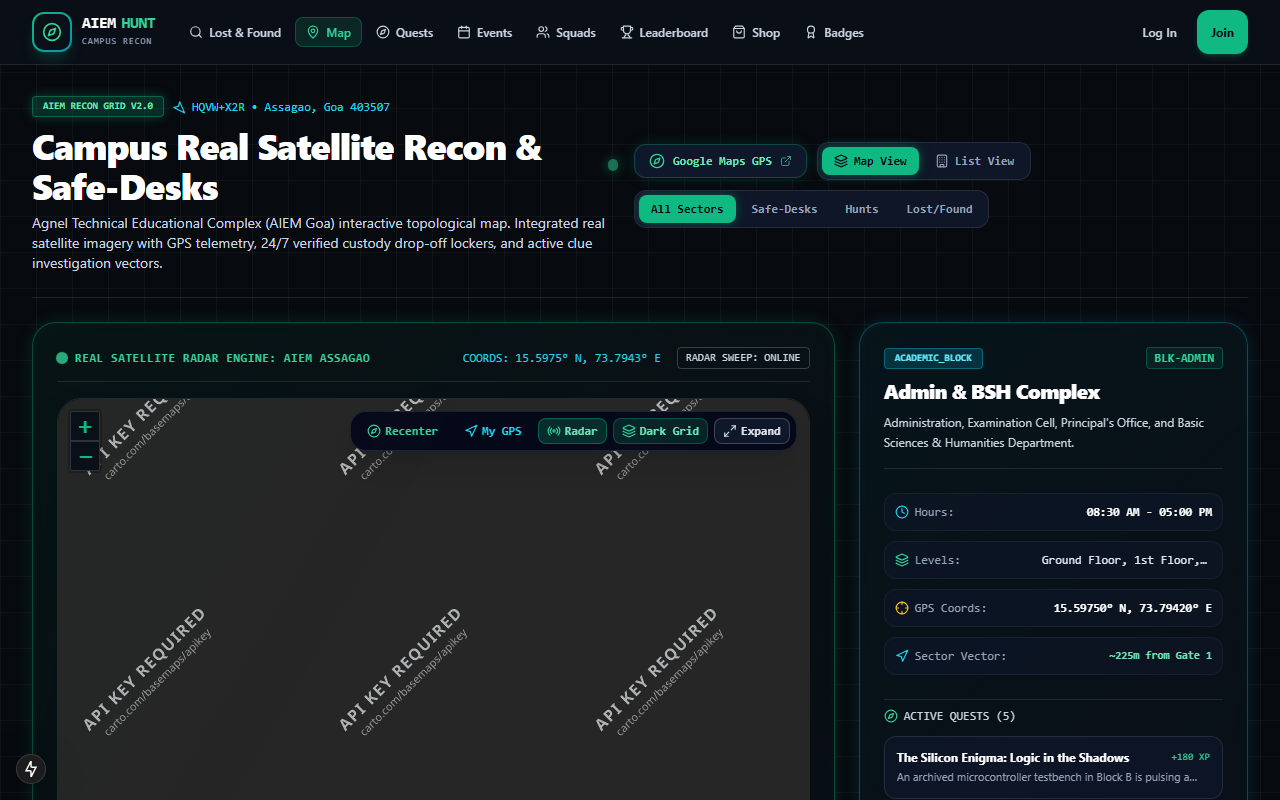 AIEM HUNT
CAMPUS RECON
Lost & Found
Map
Quests
Events
Squads
Leaderboard
Shop
Badges
Log In
Join
AIEM RECON GRID V2.0
HQVW+X2R • Assagao, Goa 403507
Campus Real Satellite Recon &
Safe-Desks
Agnel Technical Educational Complex (AIEM Goa) interactive topological map. Integrated real
satellite imagery with GPS telemetry, 24/7 verified custody drop-off lockers, and active clue
investigation vectors.
Google Maps GPS
Map View
List View
All Sectors
Safe-Desks
Hunts
Lost/Found
REAL SATELLITE RADAR ENGINE: AIEM ASSAGAO
COORDS: 15.5975° N, 73.7943° E
RADAR SWEEP: ONLINE
+
−
Recenter
My GPS
Radar
Dark Grid
Expand
API KEY REQ
carto.com/basemaps/
API KEY REQUIRED
carto.com/basemaps/apikey
API KEY REQUIRED
carto.com/basemaps/apikey
API KEY REQUIRED
carto.com/basemaps/apikey
ACADEMIC_BLOCK
BLK-ADMIN
Admin & BSH Complex
Administration, Examination Cell, Principal's Office, and Basic
Sciences & Humanities Department.
Hours:
08:30 AM - 05:00 PM
Levels:
Ground Floor, 1st Floor,…
GPS Coords:
15.59750° N, 73.79420° E
Sector Vector:
~225m from Gate 1
ACTIVE QUESTS (5)
The Silicon Enigma: Logic in the Shadows
+180 XP
An archived microcontroller testbench in Block B is pulsing a…